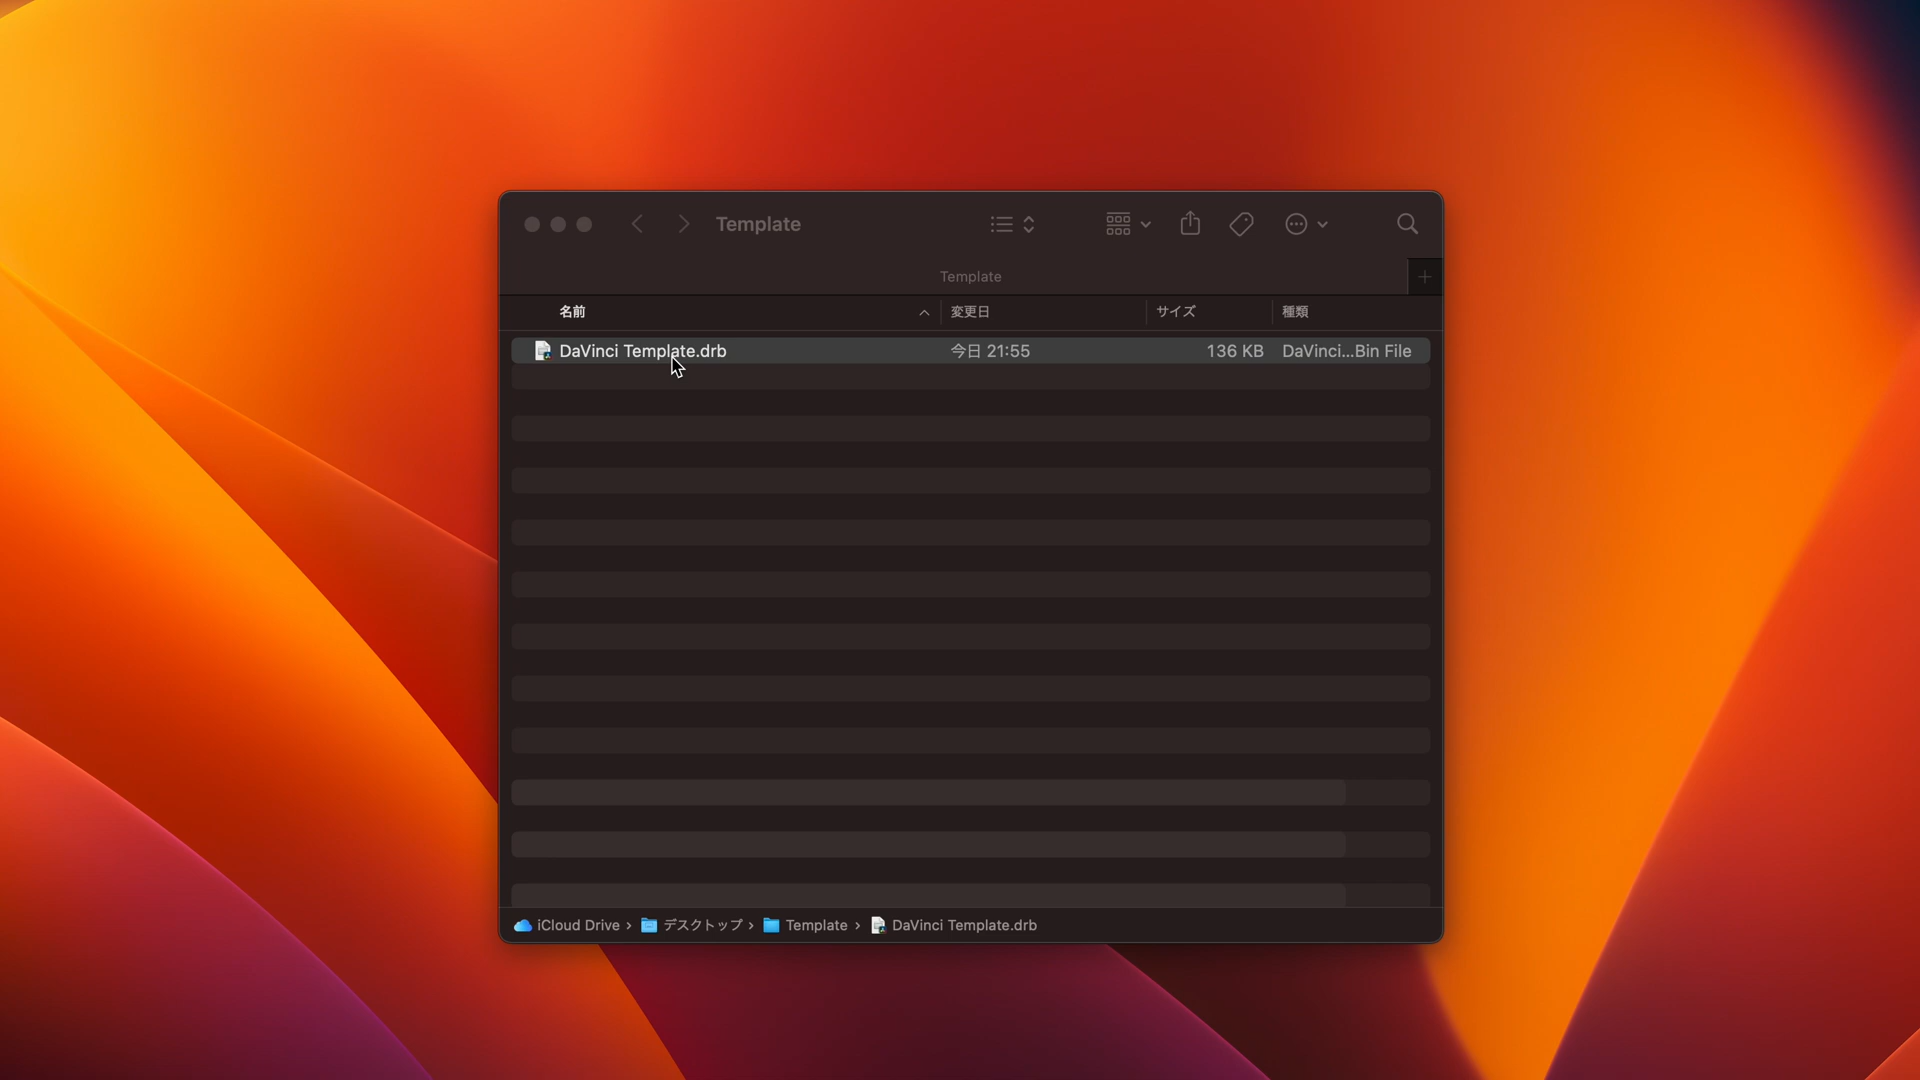 Template
Template
名前 変更日 サイズ 種類
DaVinci Template.drb 今日 21:55 136 KB DaVinci...Bin File
iCloud Drive › デスクトップ › Template › DaVinci Template.drb